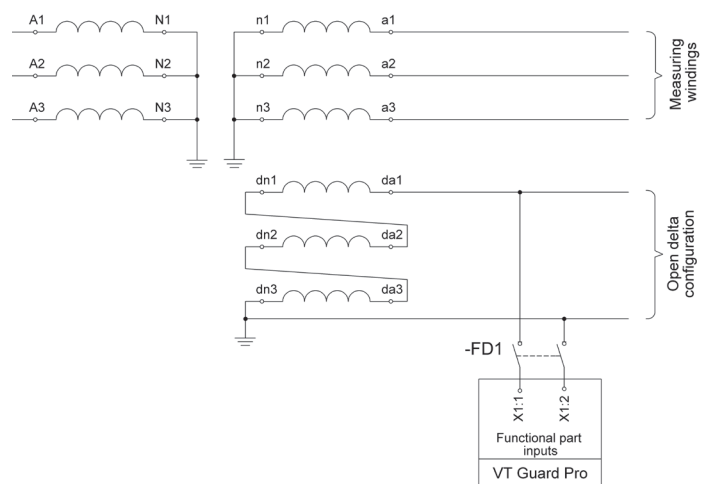 A1 N1 n1 a1
A2 N2 n2 a2
A3 N3 n3 a3
Measuring
windings
dn1 da1
dn2 da2
dn3 da3
Open delta
configuration
-FD1
X1:1 X1:2
Functional part
inputs
VT Guard Pro